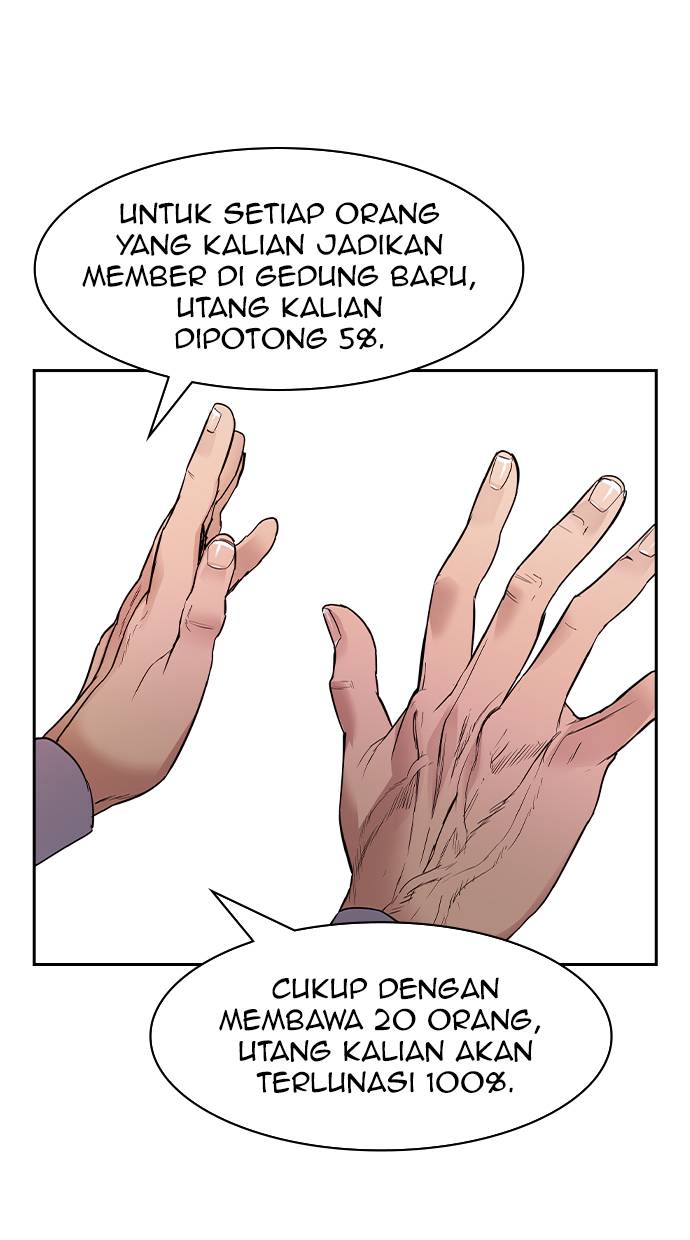 UNTUK SETIAP ORANG
YANG KALIAN JADIKAN
MEMBER DI GEDUNG BARU,
UTANG KALIAN
DIPOTONG 5%.
CUKUP DENGAN
MEMBAWA 20 ORANG,
UTANG KALIAN AKAN
TERLUNASI 100%.